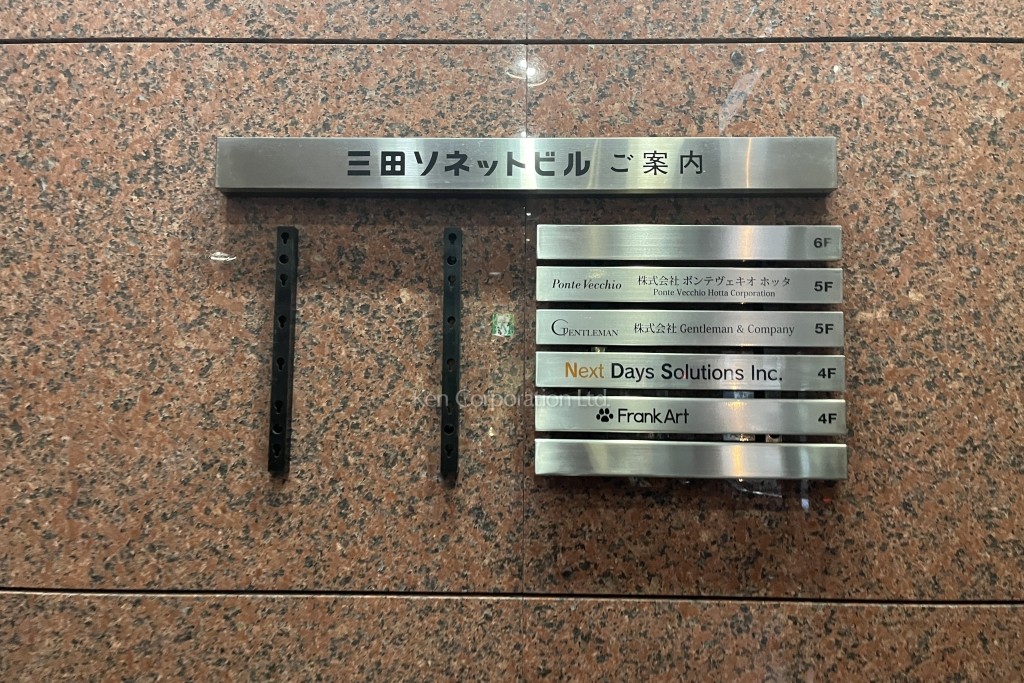 三田ソネットビル ご案内
6F
Ponte Vecchio 株式会社 ポンテヴェキオ ホッタ 5F
Ponte Vecchio Hotta Corporation
GENTLEMAN 株式会社 Gentleman & Company 5F
Next Days Solutions Inc. 4F
Ken Corporation Ltd.
FrankArt 4F